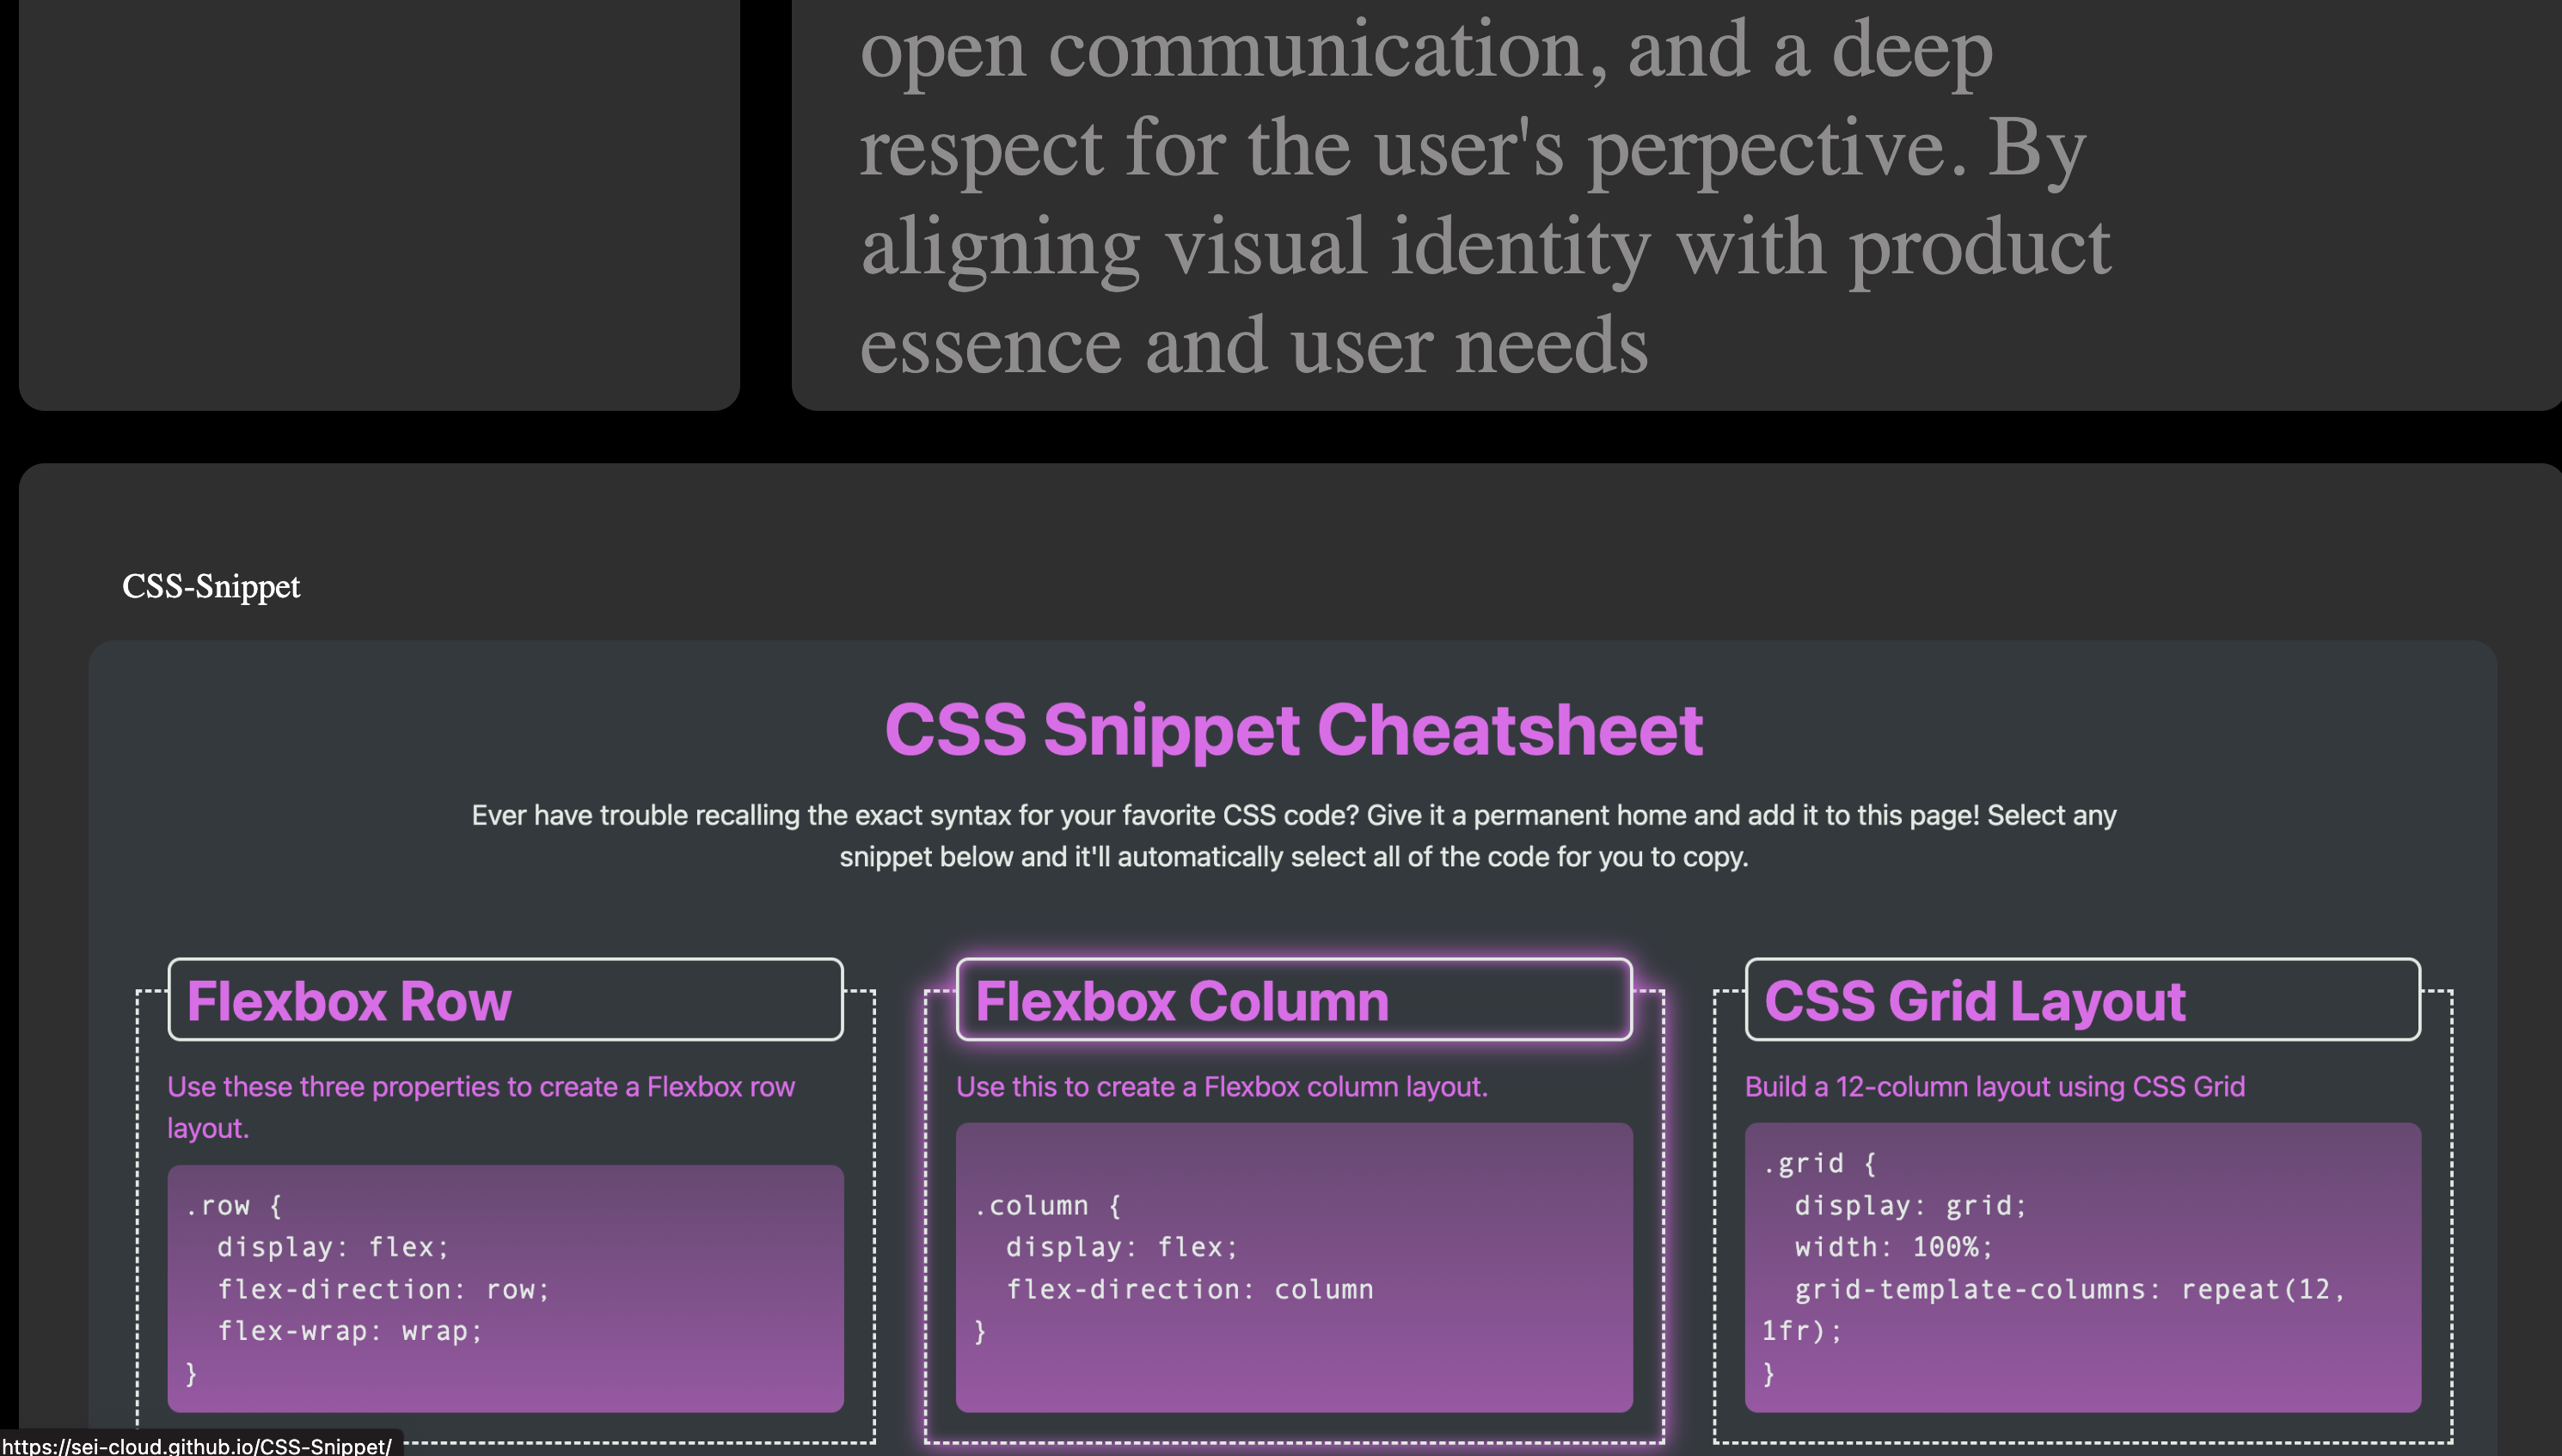 open communication, and a deep
respect for the user's perpective. By
aligning visual identity with product
essence and user needs
CSS-Snippet
CSS Snippet Cheatsheet
Ever have trouble recalling the exact syntax for your favorite CSS code? Give it a permanent home and add it to this page! Select any
snippet below and it'll automatically select all of the code for you to copy.
Flexbox Row
Use these three properties to create a Flexbox row
layout.
.row {
  display: flex;
  flex-direction: row;
  flex-wrap: wrap;
}
Flexbox Column
Use this to create a Flexbox column layout.
.column {
  display: flex;
  flex-direction: column
}
CSS Grid Layout
Build a 12-column layout using CSS Grid
.grid {
  display: grid;
  width: 100%;
  grid-template-columns: repeat(12,
1fr);
}
https://sei-cloud.github.io/CSS-Snippet/